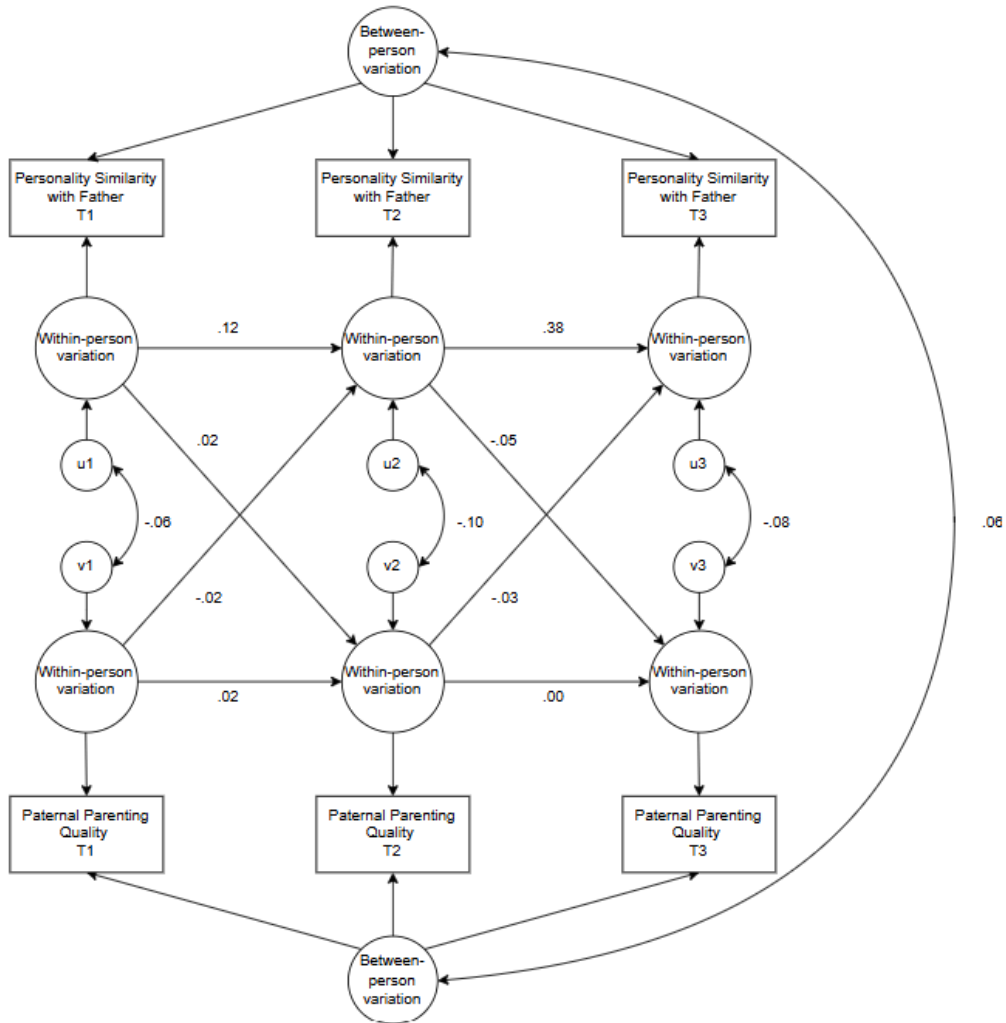 Between-
person
variation
Personality Similarity
with Father
T1
Personality Similarity
with Father
T2
Personality Similarity
with Father
T3
Within-person
variation
.12
Within-person
variation
.38
Within-person
variation
.02
-.05
u1
u2
u3
-.06
-.10
-.08
.06
v1
v2
v3
-.02
-.03
Within-person
variation
.02
Within-person
variation
.00
Within-person
variation
Paternal Parenting
Quality
T1
Paternal Parenting
Quality
T2
Paternal Parenting
Quality
T3
Between-
person
variation